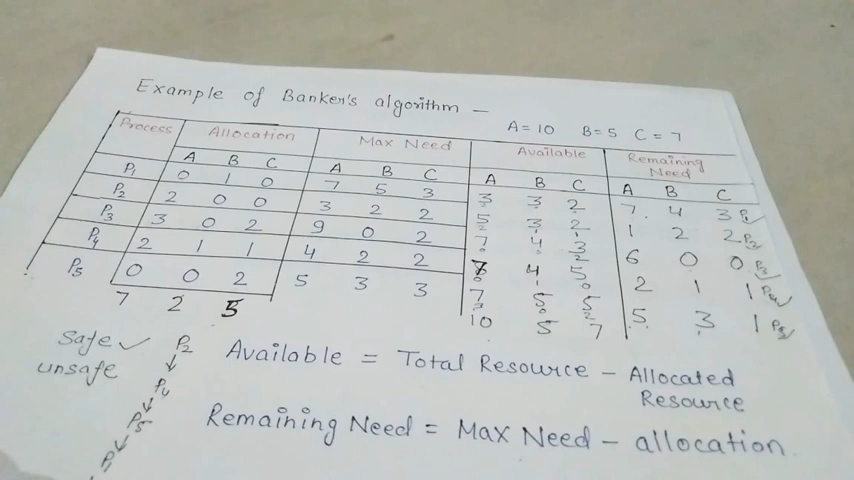 Example of Banker's algorithm —
A=10 B=5 C=7
Process Allocation Max Need Available Remaining Need
A B C A B C A B C A B C
P1 0 1 0 7 5 3 3 3 2 7 4 3 P1
P2 2 0 0 3 2 2 5 3 2 1 2 2 P2
P3 3 0 2 9 0 2 7 4 3 6 0 0 P3
P4 2 1 1 4 2 2 7 4 5 2 1 1 P4
P5 0 0 2 5 3 3 7 5 5 5 3 1 P5
7 2 5 10 5 7
Safe ✓
unsafe
P2
↓
P4
↓
P5
↓
P
Available = Total Resource – Allocated
Resource
Remaining Need = Max Need – allocation.